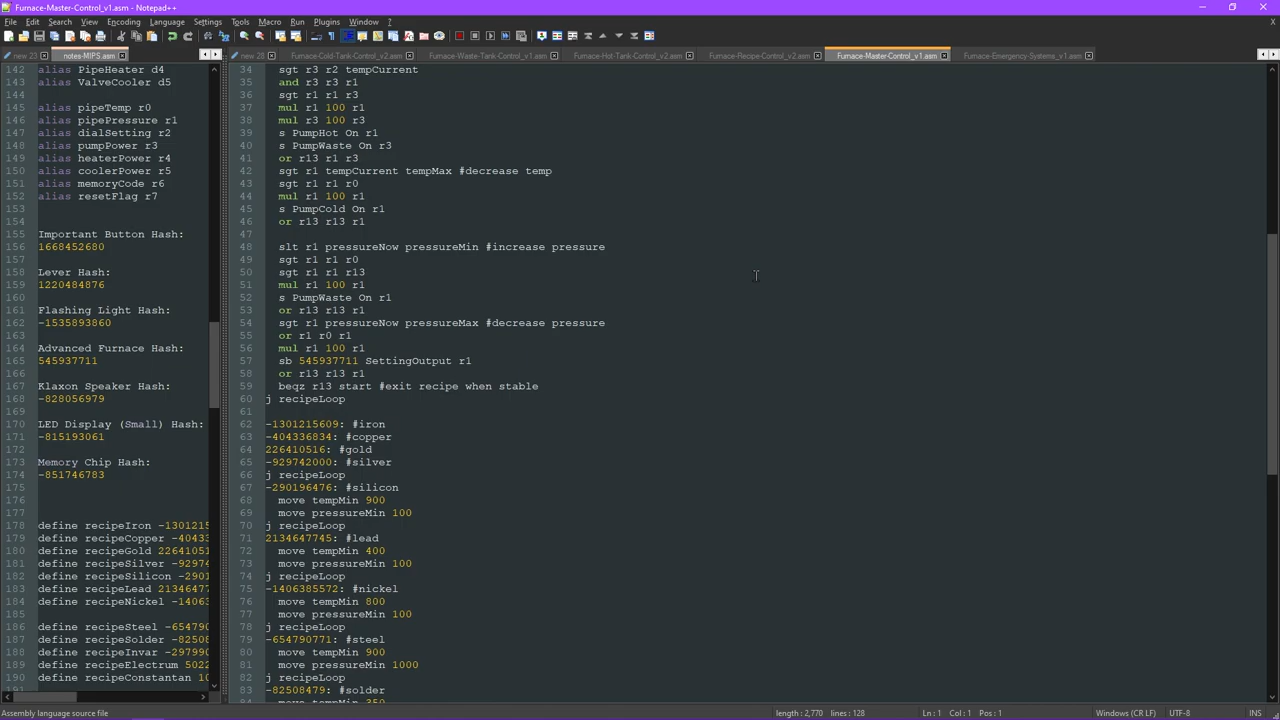 Furnace-Master-Control_v1.asm - Notepad++
File Edit Search View Encoding Language Settings Tools Macro Run Plugins Window ?
new 23 notes-MIPS.asm new 28 Furnace-Cold-Tank-Control_v2.asm Furnace-Waste-Tank-Control_v1.asm Furnace-Hot-Tank-Control_v2.asm Furnace-Recipe-Control_v2.asm Furnace-Master-Control_v1.asm Furnace-Emergency-Systems_v1.asm
142 alias PipeHeater d4
143 alias ValveCooler d5
144
145 alias pipeTemp r0
146 alias pipePressure r1
147 alias dialSetting r2
148 alias pumpPower r3
149 alias heaterPower r4
150 alias coolerPower r5
151 alias memoryCode r6
152 alias resetFlag r7
153
154
155 Important Button Hash:
156 1668452680
157
158 Lever Hash:
159 1220484876
160
161 Flashing Light Hash:
162 -1535893860
163
164 Advanced Furnace Hash:
165 545937711
166
167 Klaxon Speaker Hash:
168 -828056979
169
170 LED Display (Small) Hash:
171 -815193061
172
173 Memory Chip Hash:
174 -851746783
175
176
177
178 define recipeIron -1301215
179 define recipeCopper -40433
180 define recipeGold 22641051
181 define recipeSilver -92974
182 define recipeSilicon -2901
183 define recipeLead 21346477
184 define recipeNickel -14063
185
186 define recipeSteel -654790
187 define recipeSolder -82508
188 define recipeInvar -297990
189 define recipeElectrum 5022
190 define recipeConstantan 10
191
34 sgt r3 r2 tempCurrent
35 and r3 r3 r1
36 sgt r1 r1 r3
37 mul r1 100 r1
38 mul r3 100 r3
39 s PumpHot On r1
40 s PumpWaste On r3
41 or r13 r1 r3
42 sgt r1 tempCurrent tempMax #decrease temp
43 sgt r1 r1 r0
44 mul r1 100 r1
45 s PumpCold On r1
46 or r13 r13 r1
47
48 slt r1 pressureNow pressureMin #increase pressure
49 sgt r1 r1 r0
50 sgt r1 r1 r13
51 mul r1 100 r1
52 s PumpWaste On r1
53 or r13 r13 r1
54 sgt r1 pressureNow pressureMax #decrease pressure
55 or r1 r0 r1
56 mul r1 100 r1
57 sb 545937711 SettingOutput r1
58 or r13 r13 r1
59 beqz r13 start #exit recipe when stable
60 j recipeLoop
61
62 -1301215609: #iron
63 -404336834: #copper
64 226410516: #gold
65 -929742000: #silver
66 j recipeLoop
67 -290196476: #silicon
68 move tempMin 900
69 move pressureMin 100
70 j recipeLoop
71 2134647745: #lead
72 move tempMin 400
73 move pressureMin 100
74 j recipeLoop
75 -1406385572: #nickel
76 move tempMin 800
77 move pressureMin 100
78 j recipeLoop
79 -654790771: #steel
80 move tempMin 900
81 move pressureMin 1000
82 j recipeLoop
83 -82508479: #solder
84 move tempMin 350
Assembly language source file length : 2,770 lines : 128 Ln : 1 Col : 1 Pos : 1 Windows (CR LF) UTF-8 INS